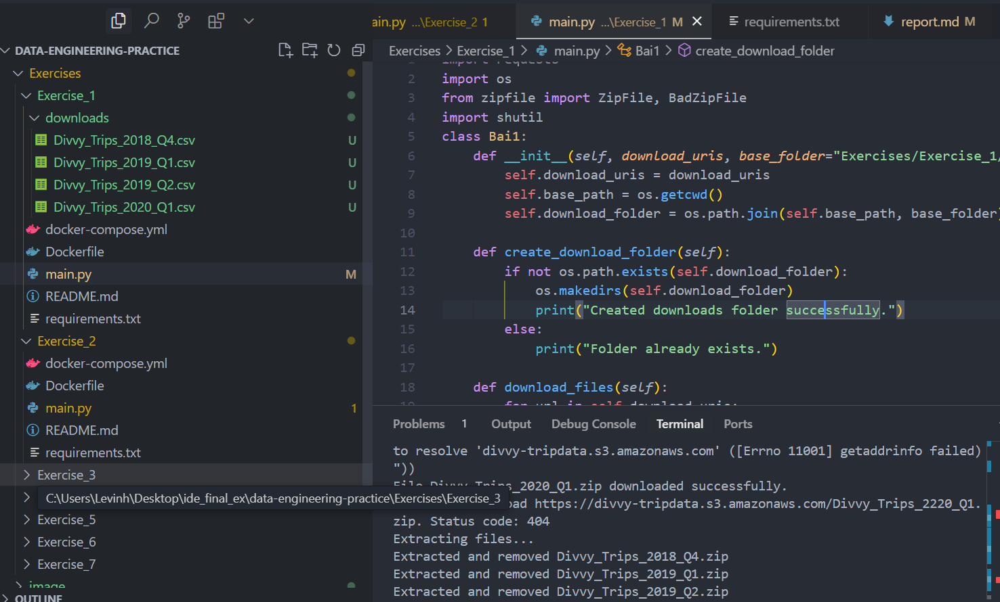 ain.py ...\Exercise_2 1
main.py ...\Exercise_1 M
requirements.txt
report.md M
DATA-ENGINEERING-PRACTICE
Exercises > Exercise_1 > main.py > Bai1 > create_download_folder
Exercises
Exercise_1
downloads
Divvy_Trips_2018_Q4.csv U
Divvy_Trips_2019_Q1.csv U
Divvy_Trips_2019_Q2.csv U
Divvy_Trips_2020_Q1.csv U
docker-compose.yml
Dockerfile
main.py M
README.md
requirements.txt
Exercise_2
docker-compose.yml
Dockerfile
main.py 1
README.md
requirements.txt
Exercise_3
C:\Users\Levinh\Desktop\ide_final_ex\data-engineering-practice\Exercises\Exercise_3
Exercise_5
Exercise_6
Exercise_7
image
OUTLINE
1 import requests
2 import os
3 from zipfile import ZipFile, BadZipFile
4 import shutil
5 class Bai1:
6 def __init__(self, download_uris, base_folder="Exercises/Exercise_1/
7 self.download_uris = download_uris
8 self.base_path = os.getcwd()
9 self.download_folder = os.path.join(self.base_path, base_folder)
10
11 def create_download_folder(self):
12 if not os.path.exists(self.download_folder):
13 os.makedirs(self.download_folder)
14 print("Created downloads folder successfully.")
15 else:
16 print("Folder already exists.")
17
18 def download_files(self):
19 for url in self.download_uris:
Problems 1 Output Debug Console Terminal Ports
to resolve 'divvy-tripdata.s3.amazonaws.com' ([Errno 11001] getaddrinfo failed)
"))
File Divvy_Trips_2020_Q1.zip downloaded successfully.
oad https://divvy-tripdata.s3.amazonaws.com/Divvy_Trips_2220_Q1.
zip. Status code: 404
Extracting files...
Extracted and removed Divvy_Trips_2018_Q4.zip
Extracted and removed Divvy_Trips_2019_Q1.zip
Extracted and removed Divvy_Trips_2019_Q2.zip